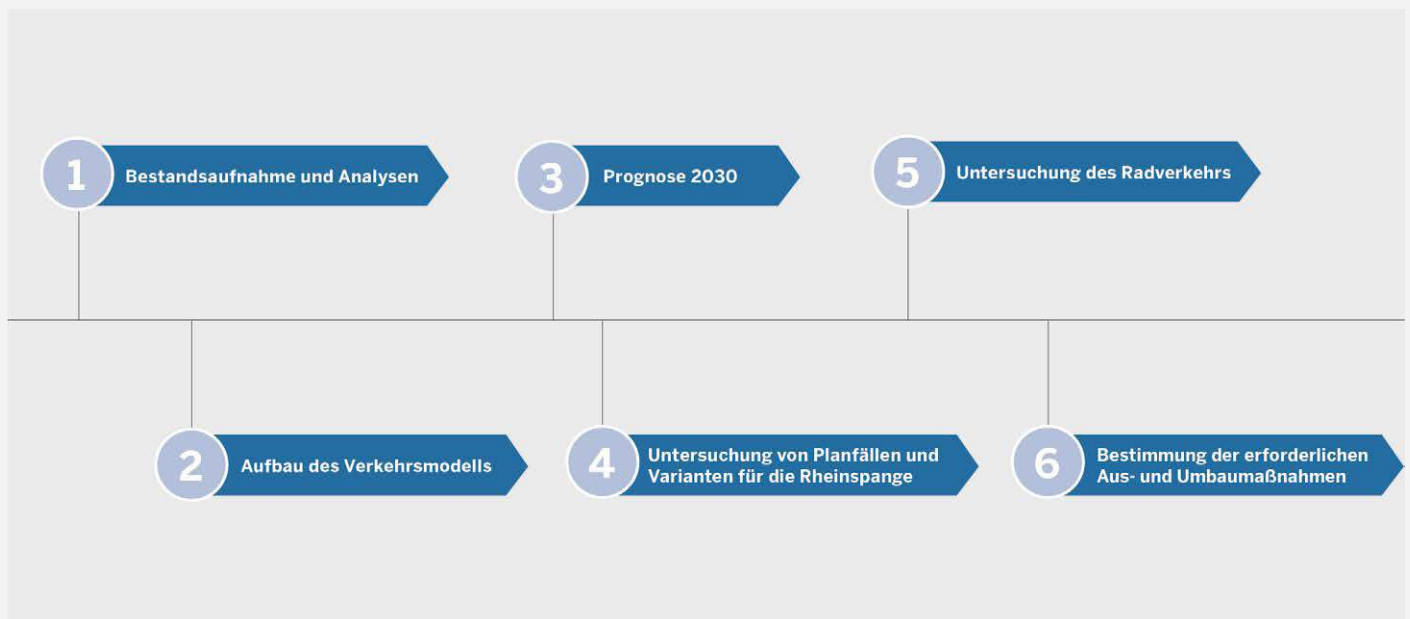 1
Bestandsaufnahme und Analysen
2
Aufbau des Verkehrsmodells
3
Prognose 2030
4
Untersuchung von Planfällen und
Varianten für die Rheinspange
5
Untersuchung des Radverkehrs
6
Bestimmung der erforderlichen
Aus- und Umbaumaßnahmen